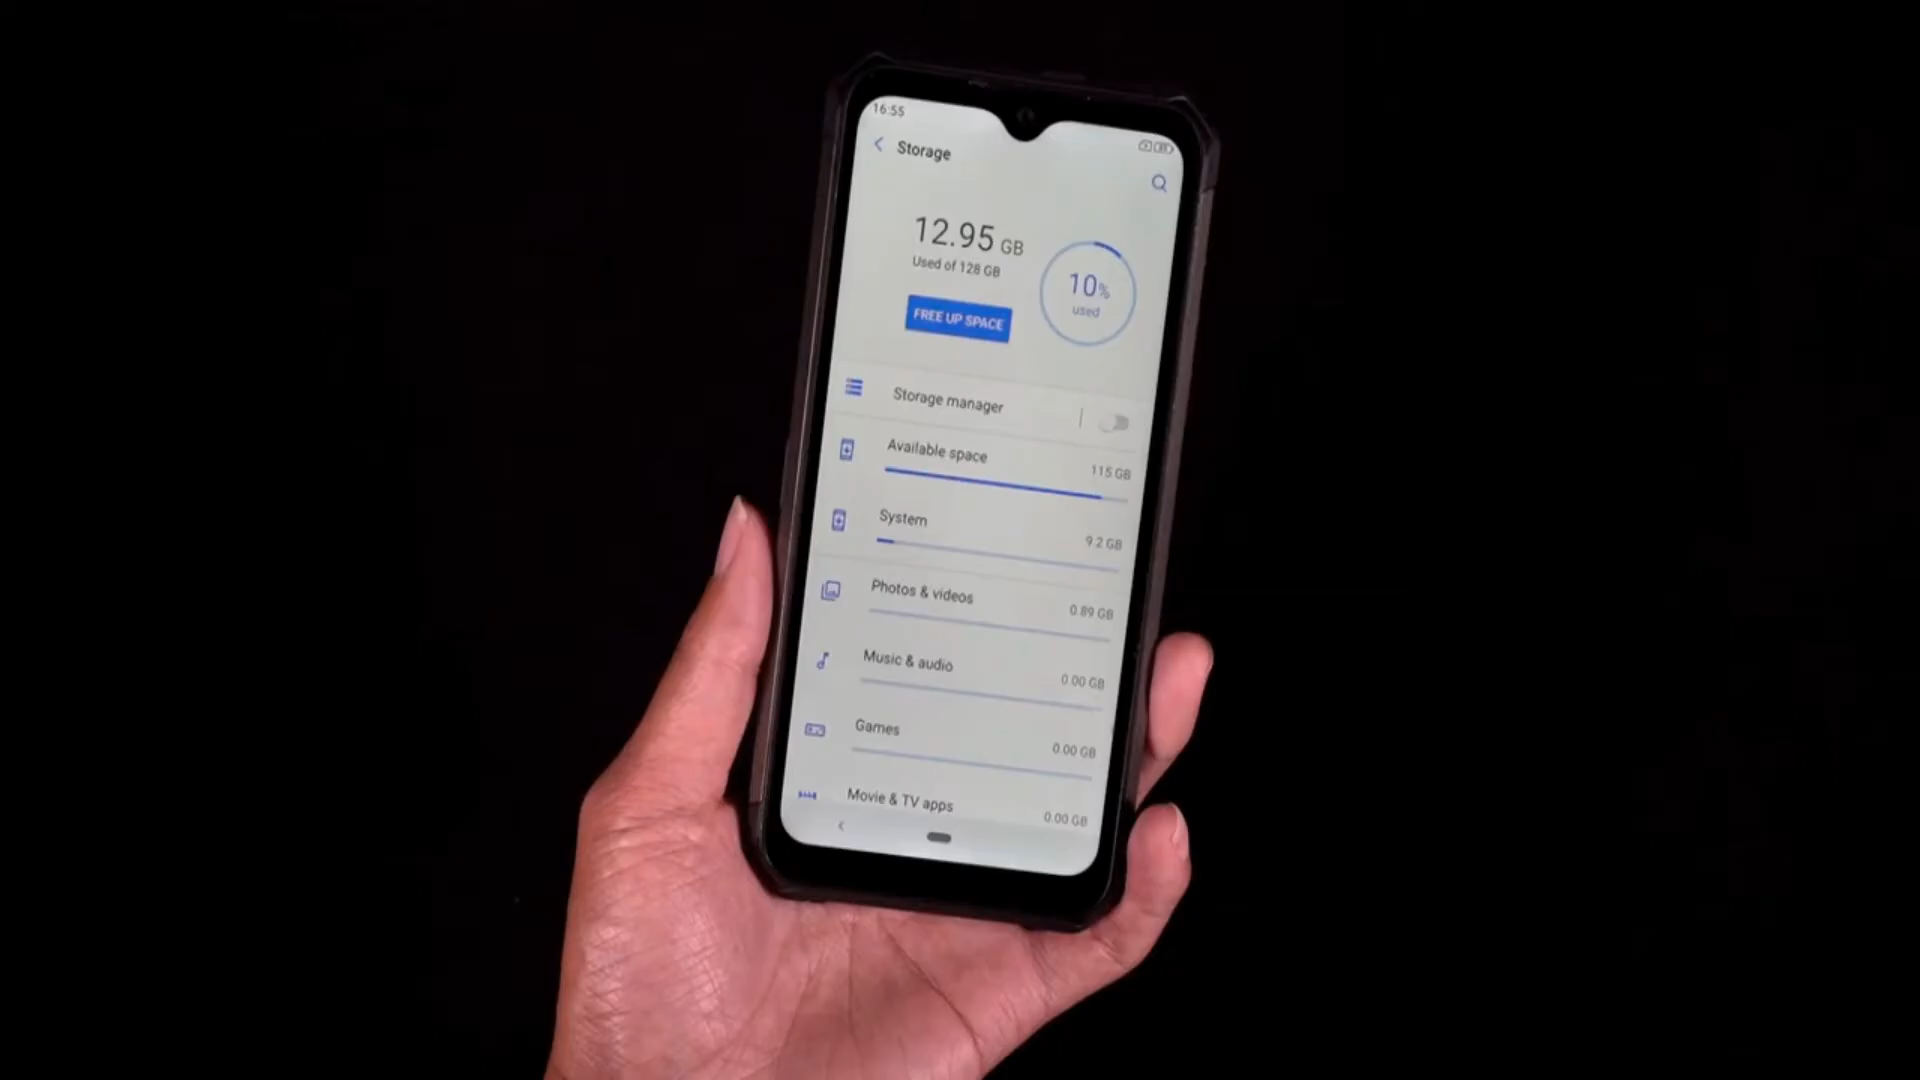 16:55
Storage
12.95 GB
Used of 128 GB
10%
used
FREE UP SPACE
Storage manager
Available space
115 GB
System
9.2 GB
Photos & videos
0.89 GB
Music & audio
0.00 GB
Games
0.00 GB
Movie & TV apps
0.00 GB